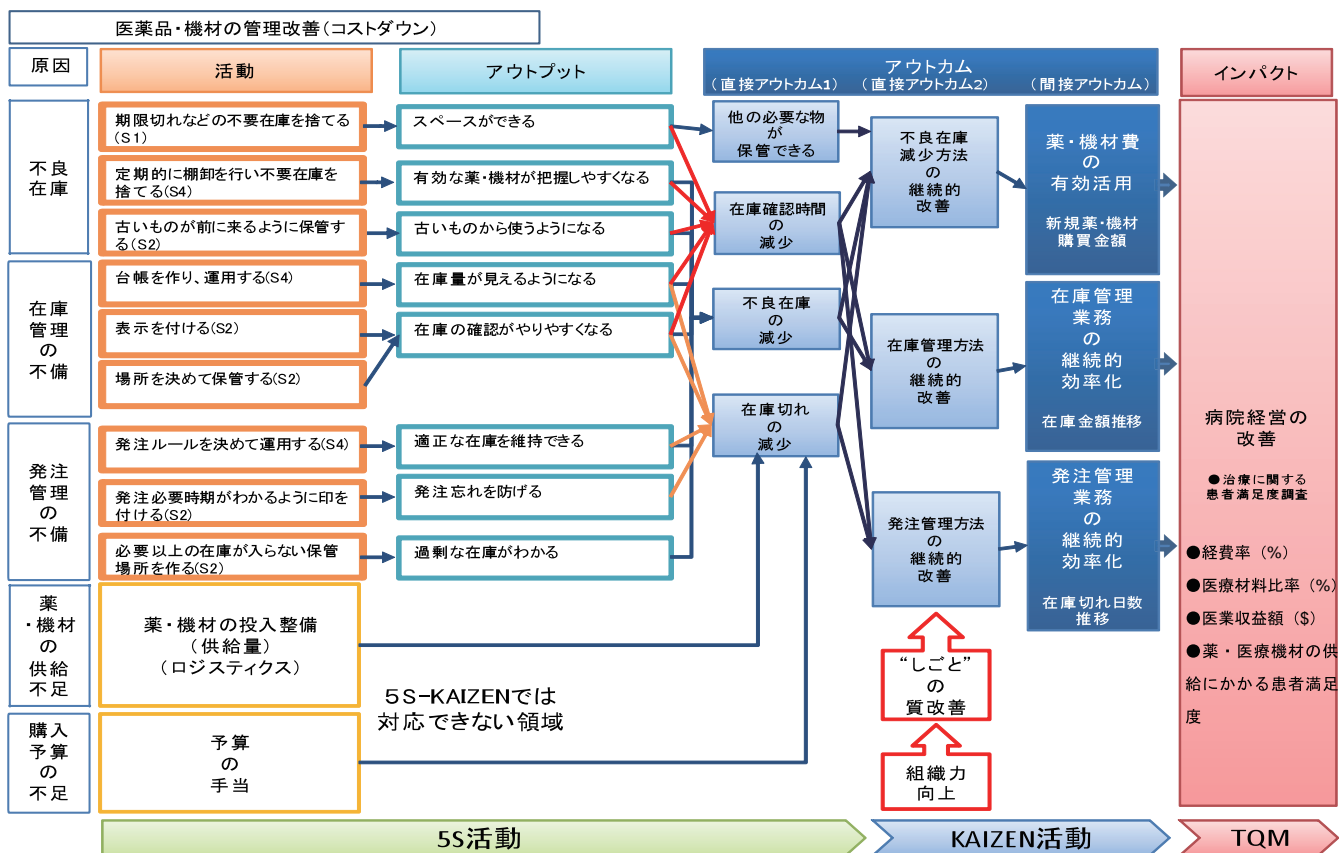 医薬品・機材の管理改善(コストダウン)
原因
活動
アウトプット
アウトカム
(直接アウトカム1)
(直接アウトカム2)
(間接アウトカム)
インパクト
不良
在庫
期限切れなどの不要在庫を捨てる
(S1)
定期的に棚卸を行い不要在庫を
捨てる(S4)
古いものが前に来るように保管す
る(S2)
スペースができる
有効な薬・機材が把握しやすくなる
古いものから使うようになる
在庫
管理
の
不備
台帳を作り、運用する(S4)
表示を付ける(S2)
場所を決めて保管する(S2)
在庫量が見えるようになる
在庫の確認がやりやすくなる
発注
管理
の
不備
発注ルールを決めて運用する(S4)
発注必要時期がわかるように印を
付ける(S2)
必要以上の在庫が入らない保管
場所を作る(S2)
適正な在庫を維持できる
発注忘れを防げる
過剰な在庫がわかる
薬
・機材
の
供給
不足
薬・機材の投入整備
(供給量)
(ロジスティクス)
購入
予算
の
不足
予算
の
手当
5S-KAIZENでは
対応できない領域
他の必要な物
が
保管できる
在庫確認時間
の
減少
不良在庫
の
減少
在庫切れ
の
減少
不良在庫
減少方法
の
継続的
改善
在庫管理方法
の
継続的
改善
発注管理方法
の
継続的
改善
“しごと”
の
質改善
組織力
向上
薬・機材費
の
有効活用
新規薬・機材
購買金額
在庫管理
業務
の
継続的
効率化
在庫金額推移
発注管理
業務
の
継続的
効率化
在庫切れ日数
推移
病院経営の
改善
●治療に関する
患者満足度調査
●経費率(%)
●医療材料比率(%)
●医業収益額($)
●薬・医療機材の供
給にかかる患者満足
度
5S活動
KAIZEN活動
TQM